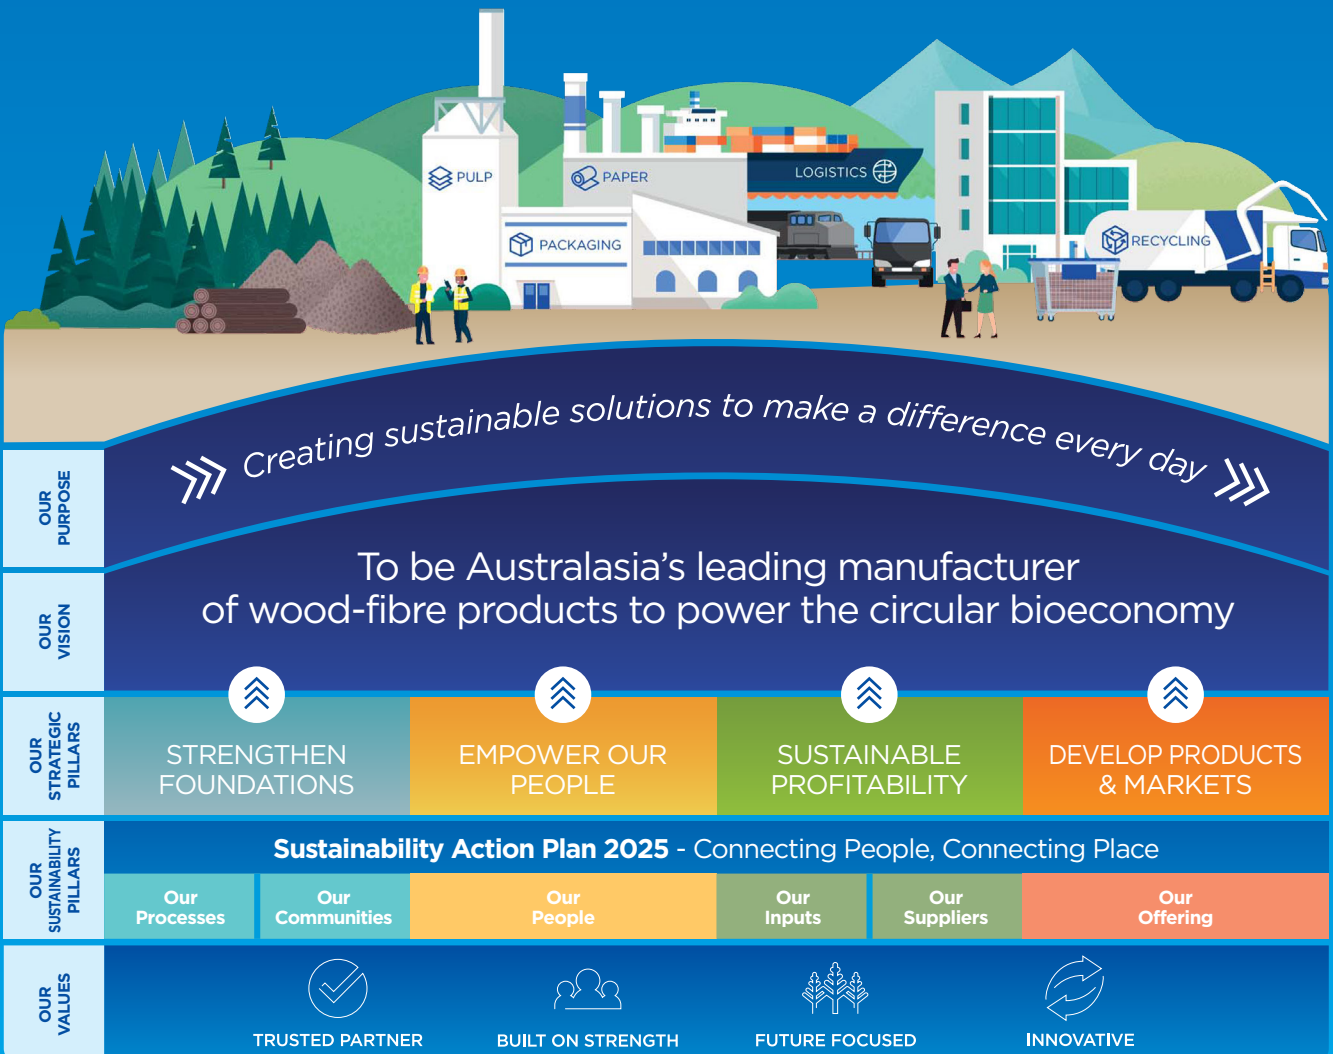 PULP
PAPER
LOGISTICS
PACKAGING
RECYCLING
Creating sustainable solutions to make a difference every day
OUR
PURPOSE
To be Australasia's leading manufacturer
of wood-fibre products to power the circular bioeconomy
OUR
VISION
OUR
STRATEGIC
PILLARS
STRENGTHEN
FOUNDATIONS
EMPOWER OUR
PEOPLE
SUSTAINABLE
PROFITABILITY
DEVELOP PRODUCTS
& MARKETS
OUR
SUSTAINABILITY
PILLARS
Sustainability Action Plan 2025 - Connecting People, Connecting Place
Our
Processes
Our
Communities
Our
People
Our
Inputs
Our
Suppliers
Our
Offering
OUR
VALUES
TRUSTED PARTNER
BUILT ON STRENGTH
FUTURE FOCUSED
INNOVATIVE